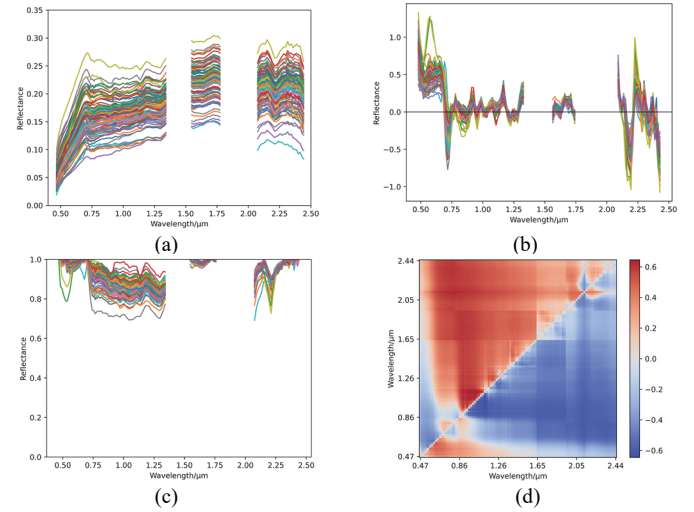 0.35
0.30
0.25
0.20
0.15
0.10
0.05
0.00
Reflectance
0.50 0.75 1.00 1.25 1.50 1.75 2.00 2.25 2.50
Wavelength/μm
(a)
1.0
0.5
0.0
−0.5
−1.0
Reflectance
0.50 0.75 1.00 1.25 1.50 1.75 2.00 2.25 2.50
Wavelength/μm
(b)
1.0
0.8
0.6
0.4
0.2
0.0
Reflectance
0.50 0.75 1.00 1.25 1.50 1.75 2.00 2.25 2.50
Wavelength/μm
(c)
2.44
2.05
1.65
1.26
0.86
0.47
Wavelength/μm
0.47 0.86 1.26 1.65 2.05 2.44
Wavelength/μm
0.6
0.4
0.2
0.0
−0.2
−0.4
−0.6
(d)